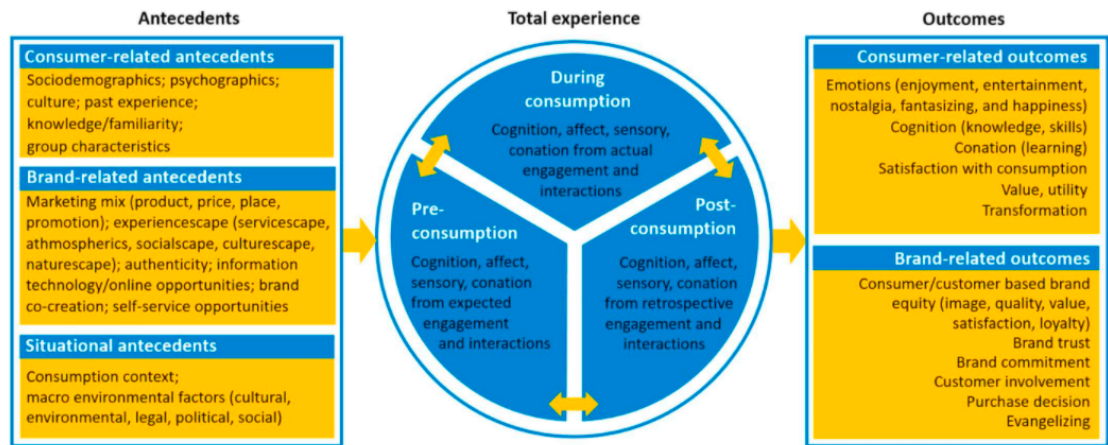 Antecedents
Consumer-related antecedents
Sociodemographics; psychographics;
culture; past experience;
knowledge/familiarity;
group characteristics
Brand-related antecedents
Marketing mix (product, price, place,
promotion); experiencescape (servicescape,
athmospherics, socialscape, culturescape,
naturescape); authenticity; information
technology/online opportunities; brand
co-creation; self-service opportunities
Situational antecedents
Consumption context;
macro environmental factors (cultural,
environmental, legal, political, social)
Total experience
During
consumption
Cognition, affect, sensory,
conation from actual
engagement and
interactions
Pre-
consumption
Cognition, affect,
sensory, conation
from expected
engagement
and interactions
Post-
consumption
Cognition, affect,
sensory, conation
from retrospective
engagement and
interactions
Outcomes
Consumer-related outcomes
Emotions (enjoyment, entertainment,
nostalgia, fantasizing, and happiness)
Cognition (knowledge, skills)
Conation (learning)
Satisfaction with consumption
Value, utility
Transformation
Brand-related outcomes
Consumer/customer based brand
equity (image, quality, value,
satisfaction, loyalty)
Brand trust
Brand commitment
Customer involvement
Purchase decision
Evangelizing